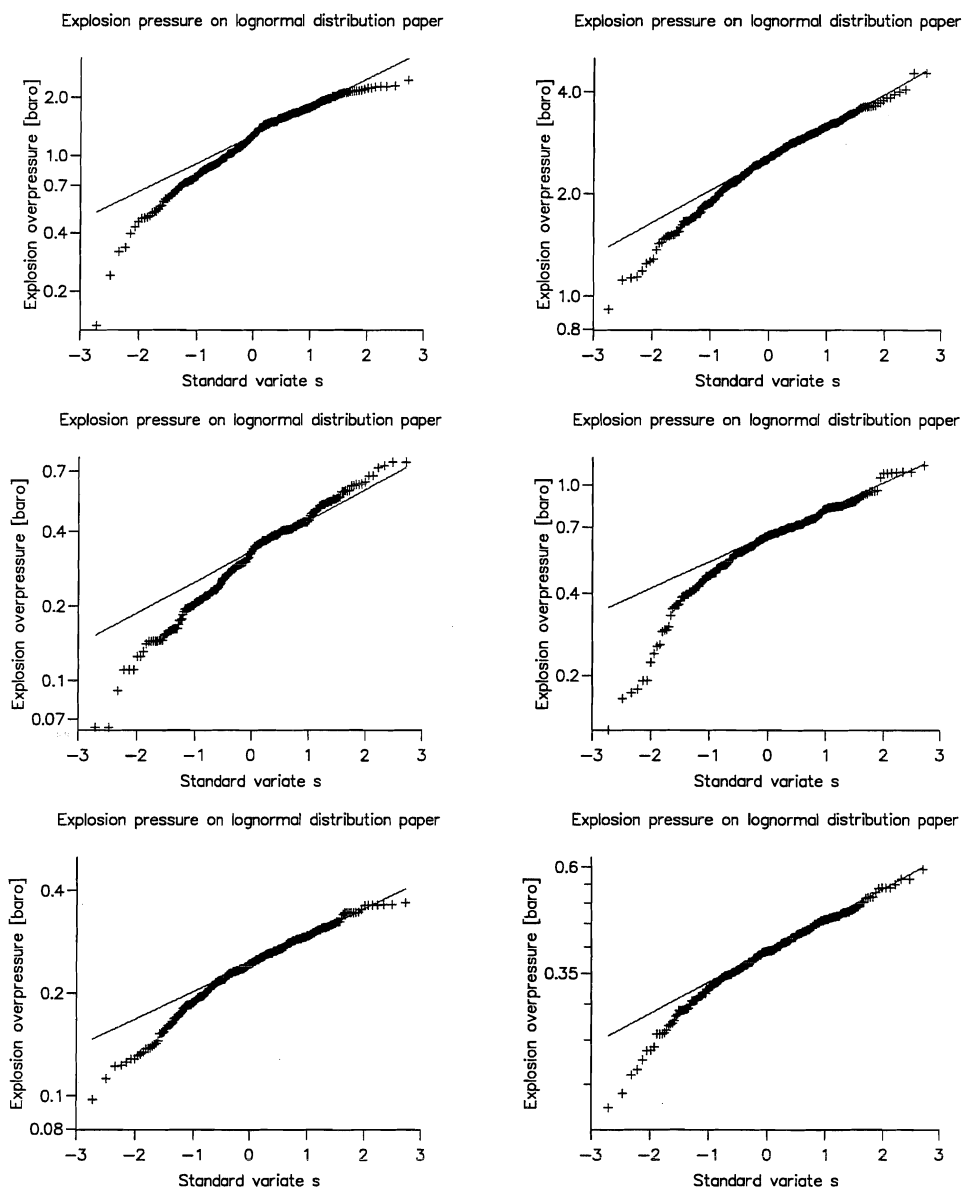 Explosion pressure on lognormal distribution paper
Explosion overpressure [baro]
2.0
1.0
0.7
0.4
0.2
−3 −2 −1 0 1 2 3
Standard variate s
Explosion pressure on lognormal distribution paper
Explosion overpressure [baro]
4.0
2.0
1.0
0.8
−3 −2 −1 0 1 2 3
Standard variate s
Explosion pressure on lognormal distribution paper
Explosion overpressure [baro]
0.7
0.4
0.2
0.1
0.07
−3 −2 −1 0 1 2 3
Standard variate s
Explosion pressure on lognormal distribution paper
Explosion overpressure [baro]
1.0
0.7
0.4
0.2
−3 −2 −1 0 1 2 3
Standard variate s
Explosion pressure on lognormal distribution paper
Explosion overpressure [baro]
0.4
0.2
0.1
0.08
−3 −2 −1 0 1 2 3
Standard variate s
Explosion pressure on lognormal distribution paper
Explosion overpressure [baro]
0.6
0.35
−3 −2 −1 0 1 2 3
Standard variate s